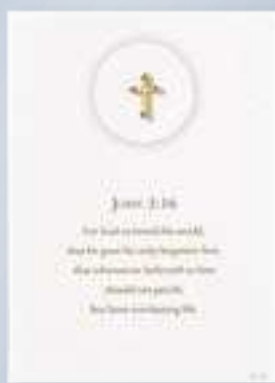 John 3:16
For God so loved the world,
that he gave his only begotten Son,
that whosoever believeth in him
should not perish,
but have everlasting life.